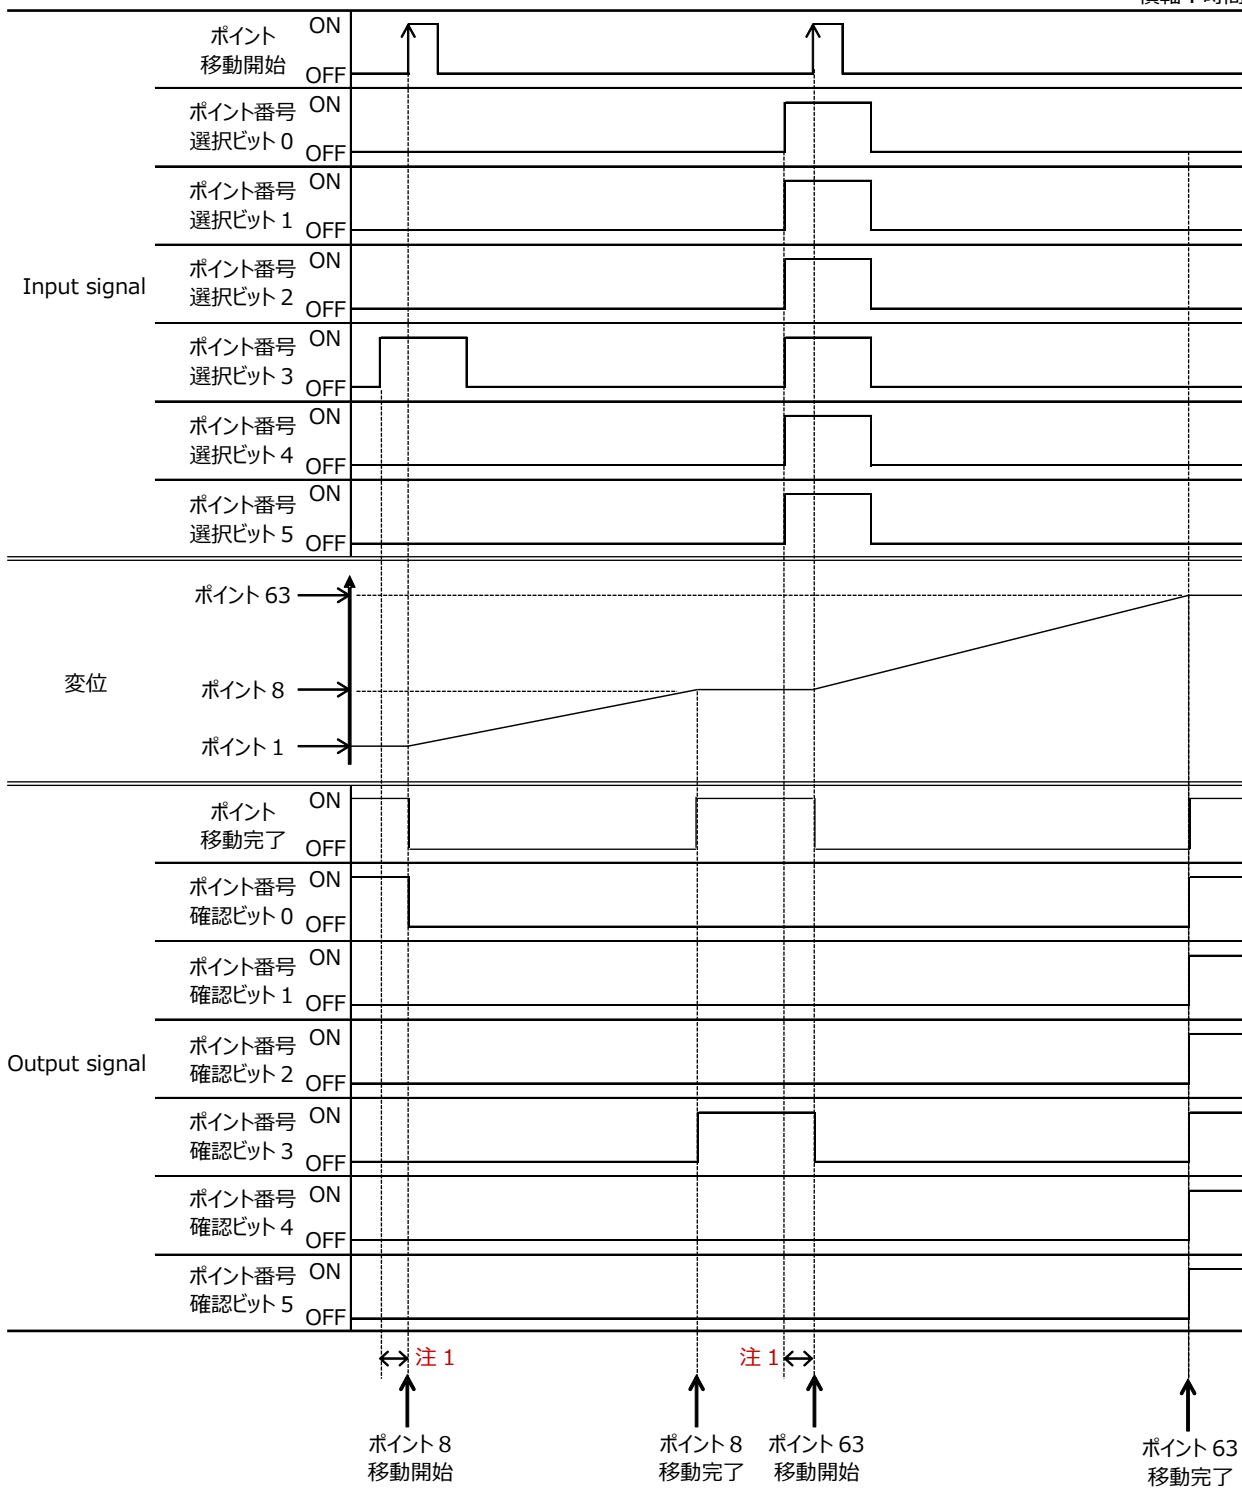 ポイント
移動開始
ON
OFF
ポイント番号
選択ビット 0
ON
OFF
ポイント番号
選択ビット 1
ON
OFF
Input signal
ポイント番号
選択ビット 2
ON
OFF
ポイント番号
選択ビット 3
ON
OFF
ポイント番号
選択ビット 4
ON
OFF
ポイント番号
選択ビット 5
ON
OFF
変位
ポイント 63
ポイント 8
ポイント 1
ポイント
移動完了
ON
OFF
ポイント番号
確認ビット 0
ON
OFF
ポイント番号
確認ビット 1
ON
OFF
Output signal
ポイント番号
確認ビット 2
ON
OFF
ポイント番号
確認ビット 3
ON
OFF
ポイント番号
確認ビット 4
ON
OFF
ポイント番号
確認ビット 5
ON
OFF
注 1
注 1
ポイント 8
移動開始
ポイント 8
移動完了
ポイント 63
移動開始
ポイント 63
移動完了